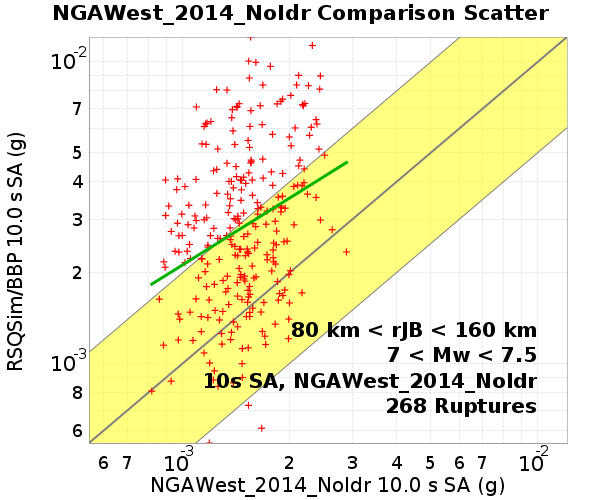 NGAWest_2014_NoIdr Comparison Scatter
RSQSim/BBP 10.0 s SA (g)
10⁻²
7
5
4
3
2
10⁻³
8
6
80 km < rJB < 160 km
7 < Mw < 7.5
10s SA, NGAWest_2014_NoIdr
268 Ruptures
6 7 10⁻³ 2 3 4 5 6 7 10⁻²
NGAWest_2014_NoIdr 10.0 s SA (g)